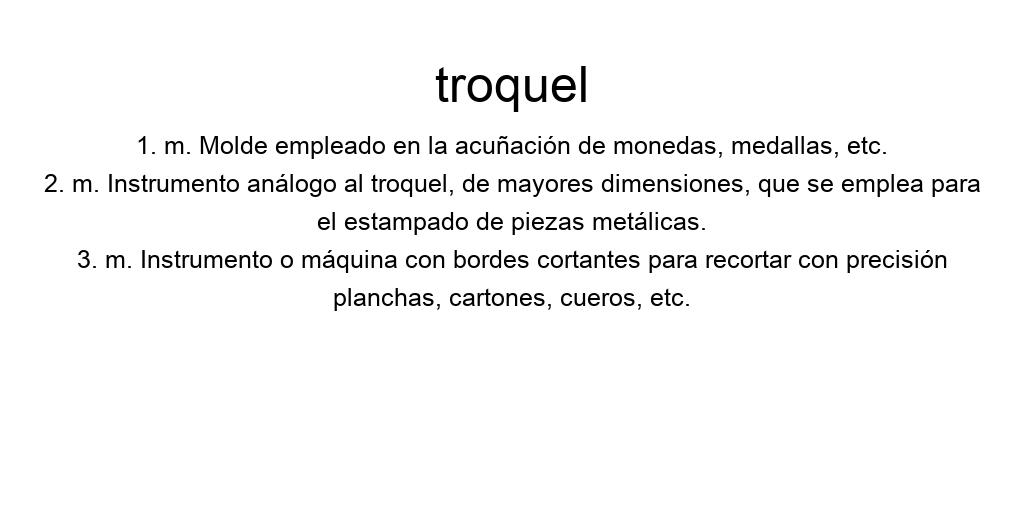 troquel
1. m. Molde empleado en la acuñación de monedas, medallas, etc.
2. m. Instrumento análogo al troquel, de mayores dimensiones, que se emplea para
el estampado de piezas metálicas.
3. m. Instrumento o máquina con bordes cortantes para recortar con precisión
planchas, cartones, cueros, etc.